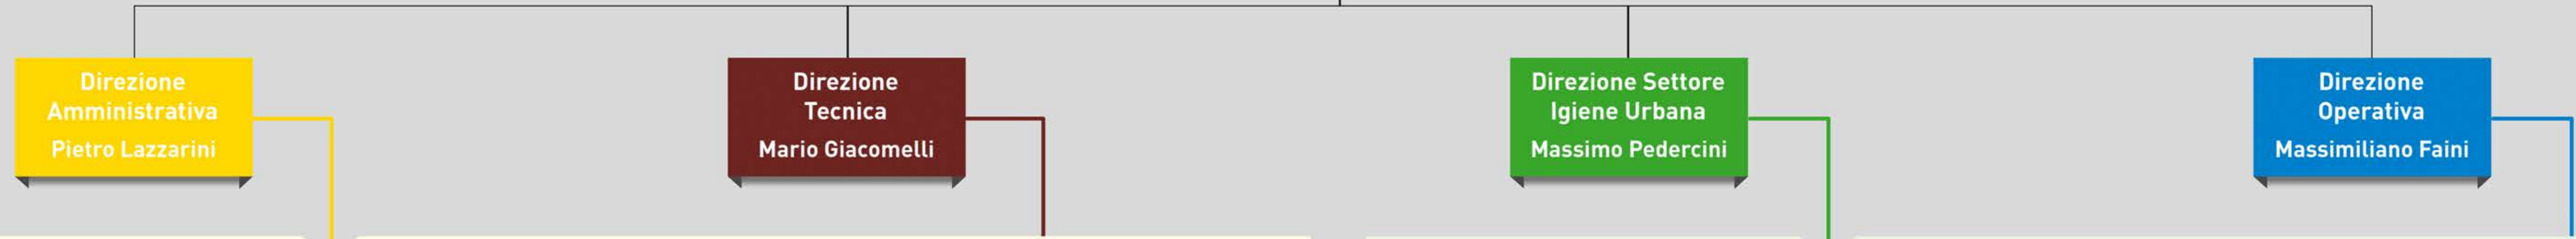 Direzione
Amministrativa
Pietro Lazzarini
Direzione
Tecnica
Mario Giacomelli
Direzione Settore
Igiene Urbana
Massimo Pedercini
Direzione
Operativa
Massimiliano Faini